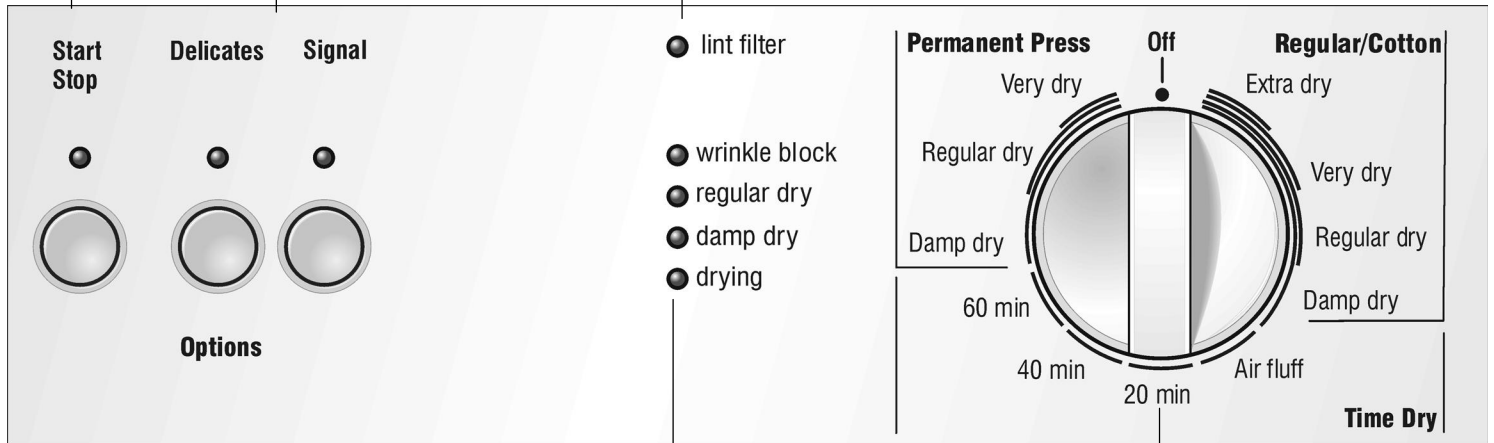 Start
Stop
Delicates
Signal
Options
lint filter
wrinkle block
regular dry
damp dry
drying
Permanent Press
Off
Regular/Cotton
Very dry
Extra dry
Regular dry
Very dry
Damp dry
Regular dry
60 min
Damp dry
40 min
Air fluff
20 min
Time Dry